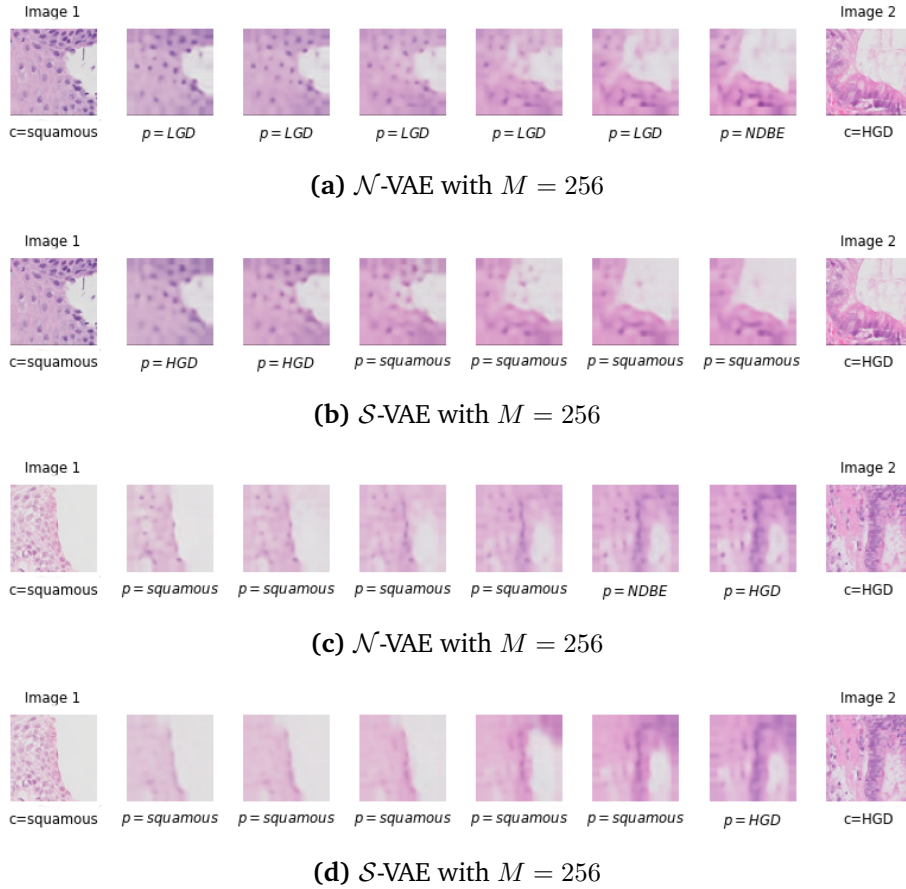 Image 1 Image 2
c=squamous p = LGD p = LGD p = LGD p = LGD p = LGD p = NDBE c=HGD
(a) 𝒩-VAE with M = 256
Image 1 Image 2
c=squamous p = HGD p = HGD p = squamous p = squamous p = squamous p = squamous c=HGD
(b) 𝒮-VAE with M = 256
Image 1 Image 2
c=squamous p = squamous p = squamous p = squamous p = squamous p = NDBE p = HGD c=HGD
(c) 𝒩-VAE with M = 256
Image 1 Image 2
c=squamous p = squamous p = squamous p = squamous p = squamous p = squamous p = HGD c=HGD
(d) 𝒮-VAE with M = 256